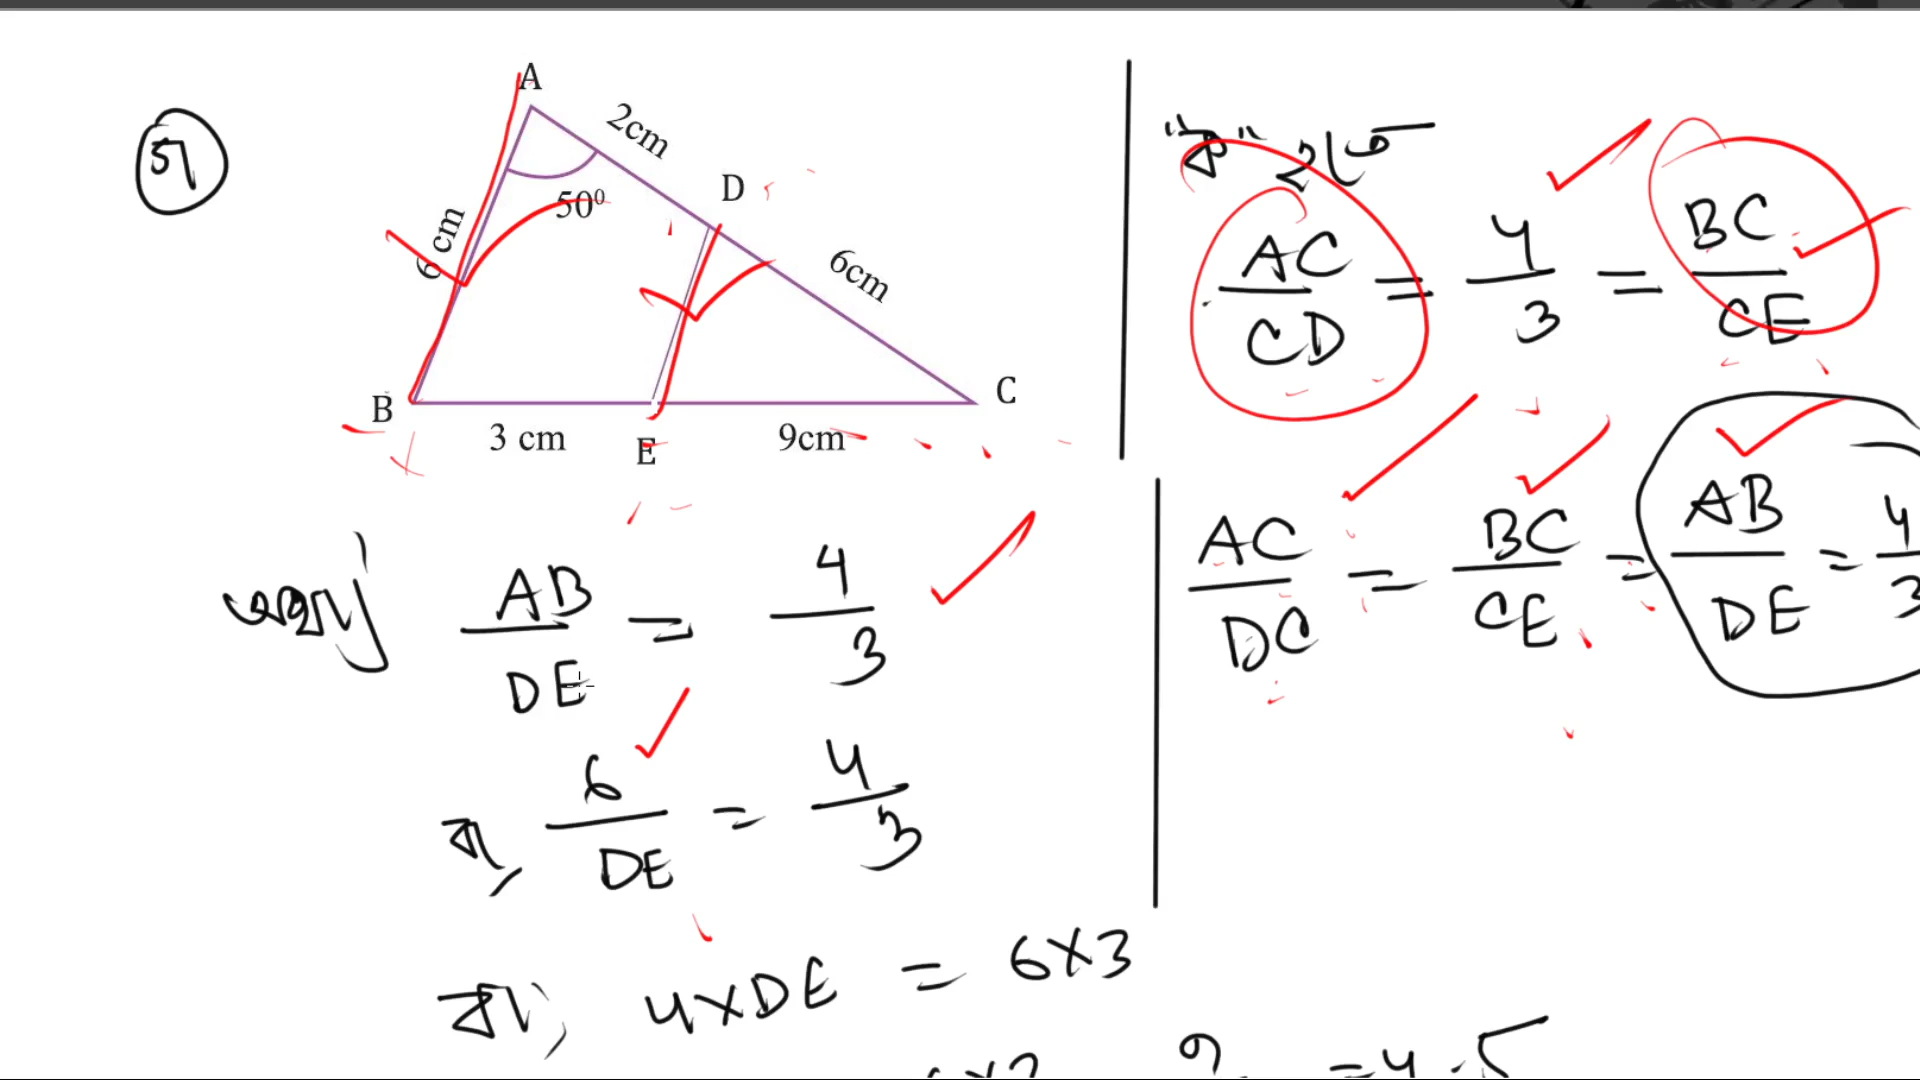 গ
A
2cm
D
50⁰
6 cm
6cm
B
C
3 cm
E
9cm
"ক" হতে
AC/CD = 4/3 = BC/CE
AC/DC = BC/CE = AB/DE = 4/3
AB/DE = 4/3
বা, 6/DE = 4/3
বা, 4×DE = 6×3
= 4.5